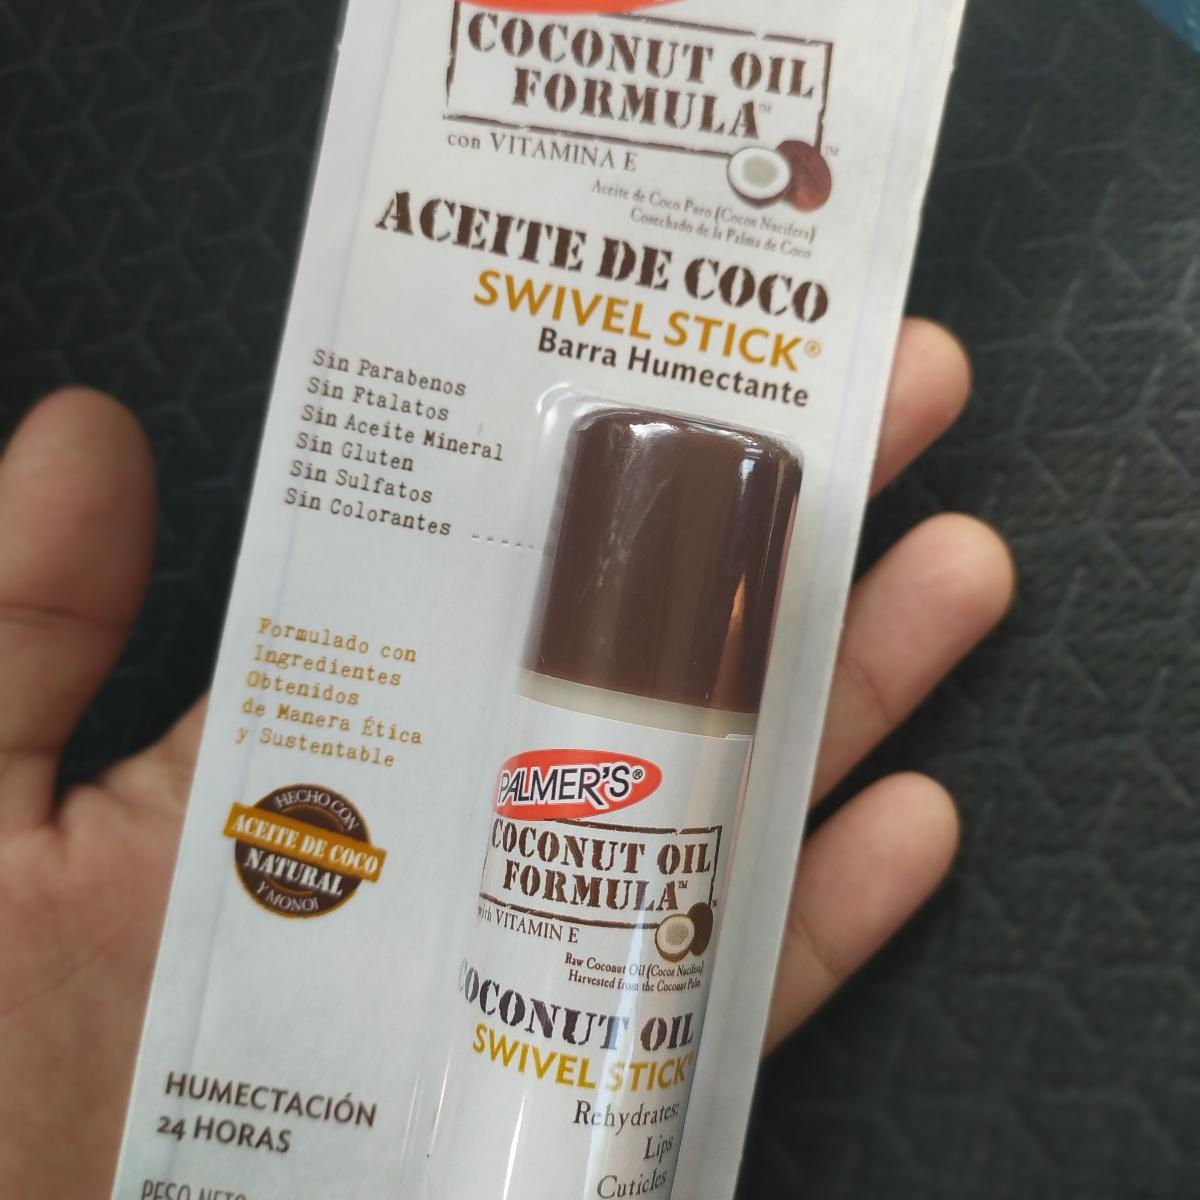 COCONUT OIL
FORMULA™
con VITAMINA E
Aceite de Coco Puro (Cocos Nucifera)
Cosechado de la Palma de Coco
ACEITE DE COCO
SWIVEL STICK®
Barra Humectante
Sin Parabenos
Sin Ftalatos
Sin Aceite Mineral
Sin Gluten
Sin Sulfatos
Sin Colorantes
Formulado con
Ingredientes
Obtenidos
de Manera Ética
y Sustentable
HECHO CON
ACEITE DE COCO
NATURAL
Y MONOI
HUMECTACIÓN
24 HORAS
PESO NETO
PALMER'S®
COCONUT OIL
FORMULA™
with VITAMIN E
Raw Coconut Oil (Cocos Nucifera)
Harvested from the Coconut Palm
COCONUT OIL
SWIVEL STICK®
Rehydrates:
Lips
Cuticles